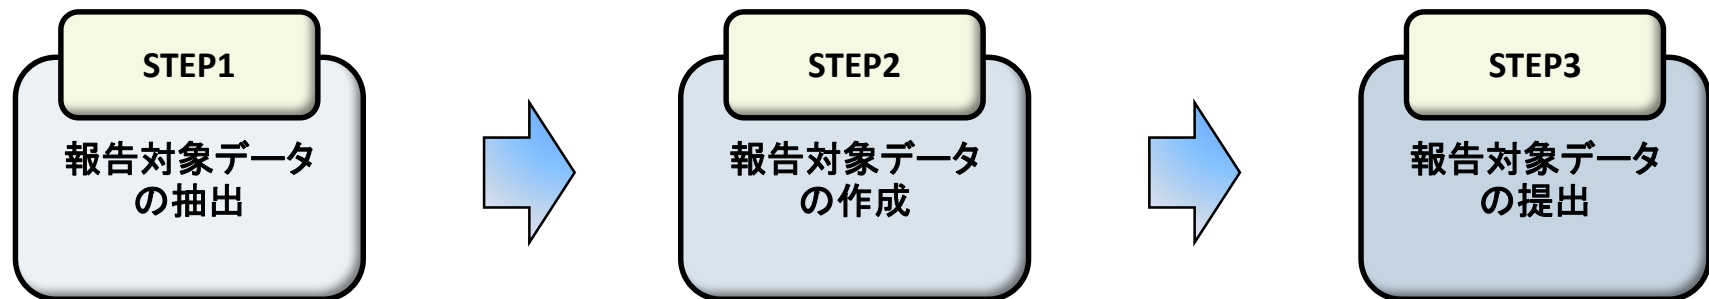 STEP1
報告対象データ
の抽出
STEP2
報告対象データ
の作成
STEP3
報告対象データ
の提出